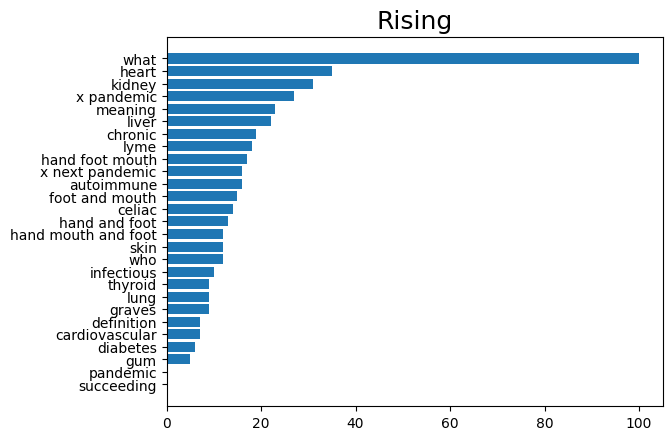 Rising
what
heart
kidney
x pandemic
meaning
liver
chronic
lyme
hand foot mouth
x next pandemic
autoimmune
foot and mouth
celiac
hand and foot
hand mouth and foot
skin
who
infectious
thyroid
lung
graves
definition
cardiovascular
diabetes
gum
pandemic
succeeding
0 20 40 60 80 100